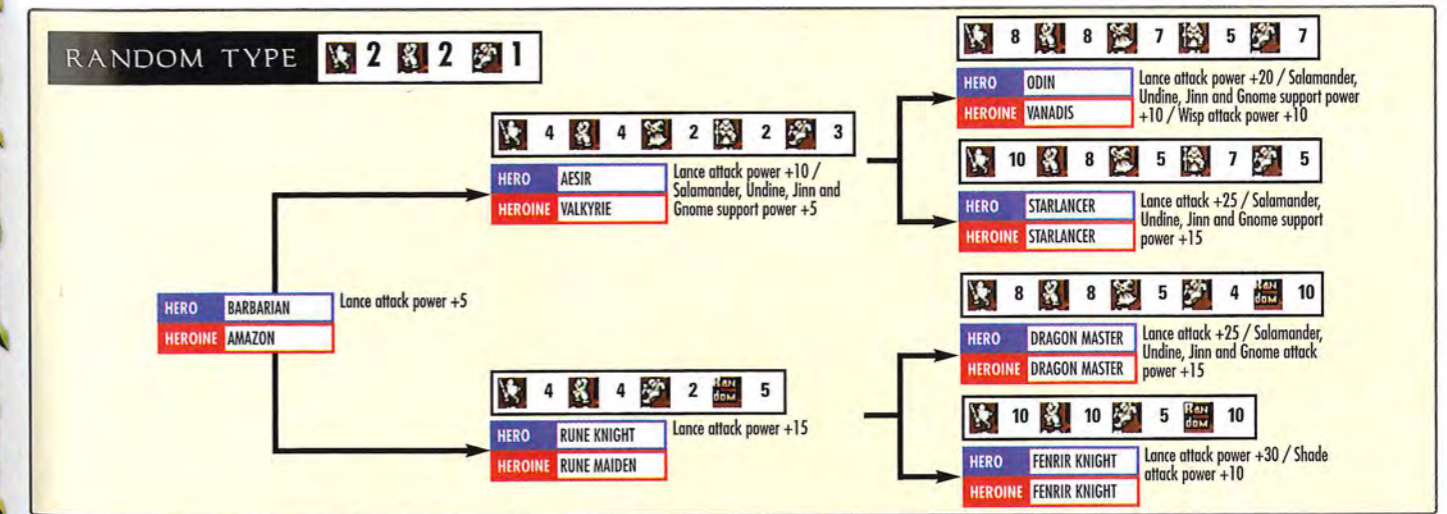 RANDOM TYPE 2 2 1
HERO BARBARIAN Lance attack power +5
HEROINE AMAZON
4 4 2 2 3
HERO AESIR
HEROINE VALKYRIE
Lance attack power +10 /
Salamander, Undine, Jinn and
Gnome support power +5
4 4 2 RANDOM 5
HERO RUNE KNIGHT Lance attack power +15
HEROINE RUNE MAIDEN
8 8 7 5 7
HERO ODIN
HEROINE VANADIS
Lance attack power +20 / Salamander,
Undine, Jinn and Gnome support power
+10 / Wisp attack power +10
10 8 5 7 5
HERO STARLANCER
HEROINE STARLANCER
Lance attack power +25 / Salamander,
Undine, Jinn and Gnome support
power +15
8 8 5 4 RANDOM 10
HERO DRAGON MASTER
HEROINE DRAGON MASTER
Lance attack +25 / Salamander,
Undine, Jinn and Gnome attack
power +15
10 10 5 RANDOM 10
HERO FENRIR KNIGHT
HEROINE FENRIR KNIGHT
Lance attack power +30 / Shade
attack power +10